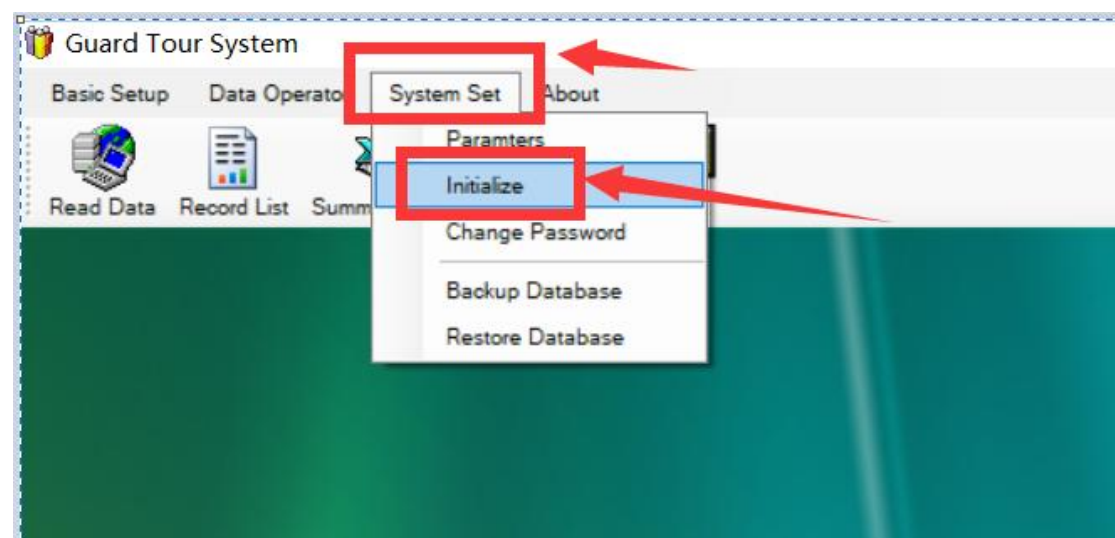 Guard Tour System
Basic Setup Data Operato System Set About
Paramters
Initialize
Read Data Record List Summ
Change Password
Backup Database
Restore Database